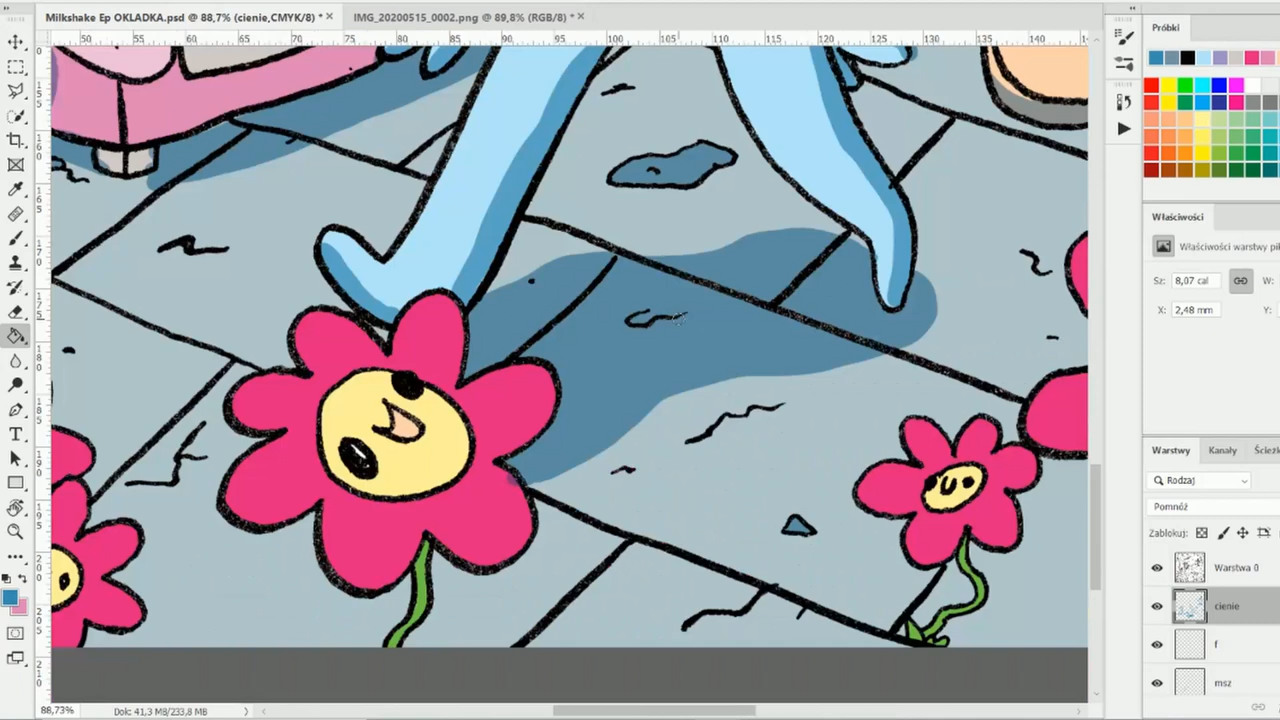 Milkshake Ep OKLADKA.psd @ 88,7% (cienie,CMYK/8) * ×
IMG_20200515_0002.png @ 89,8% (RGB/8) * ×
50 55 60 65 70 75 80 85 90 95 100 105 110 115 120 125 130 135 140
Próbki
Właściwości
Właściwości warstwy pik
Sz: 8,07 cal
W:
X: 2,48 mm
Y:
Warstwy Kanały Ścieżk
Rodzaj
Pomnóż
Zablokuj:
Warstwa 0
cienie
f
msz
88,73% Dok: 41,3 MB/233,8 MB